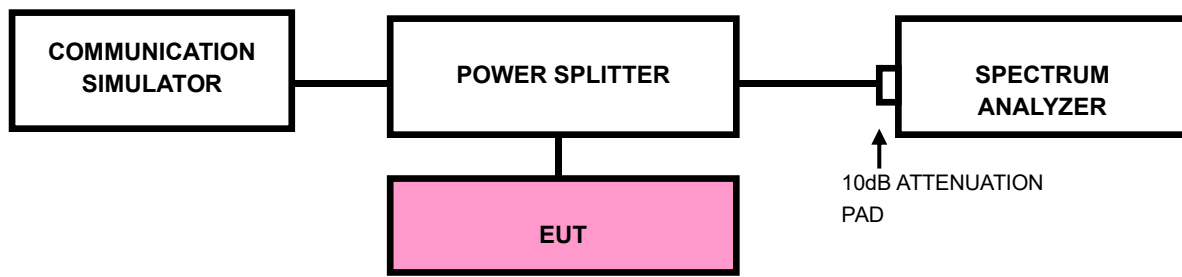 COMMUNICATION
SIMULATOR
POWER SPLITTER
SPECTRUM
ANALYZER
10dB ATTENUATION
PAD
EUT